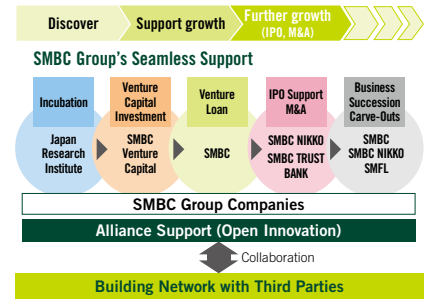 Discover
Support growth
Further growth
(IPO, M&A)
SMBC Group's Seamless Support
Incubation
Japan
Research
Institute
Venture
Capital
Investment
SMBC
Venture
Capital
Venture
Loan
SMBC
IPO Support
M&A
SMBC NIKKO
SMBC TRUST
BANK
Business
Succession
Carve-Outs
SMBC
SMBC NIKKO
SMFL
SMBC Group Companies
Alliance Support (Open Innovation)
Collaboration
Building Network with Third Parties